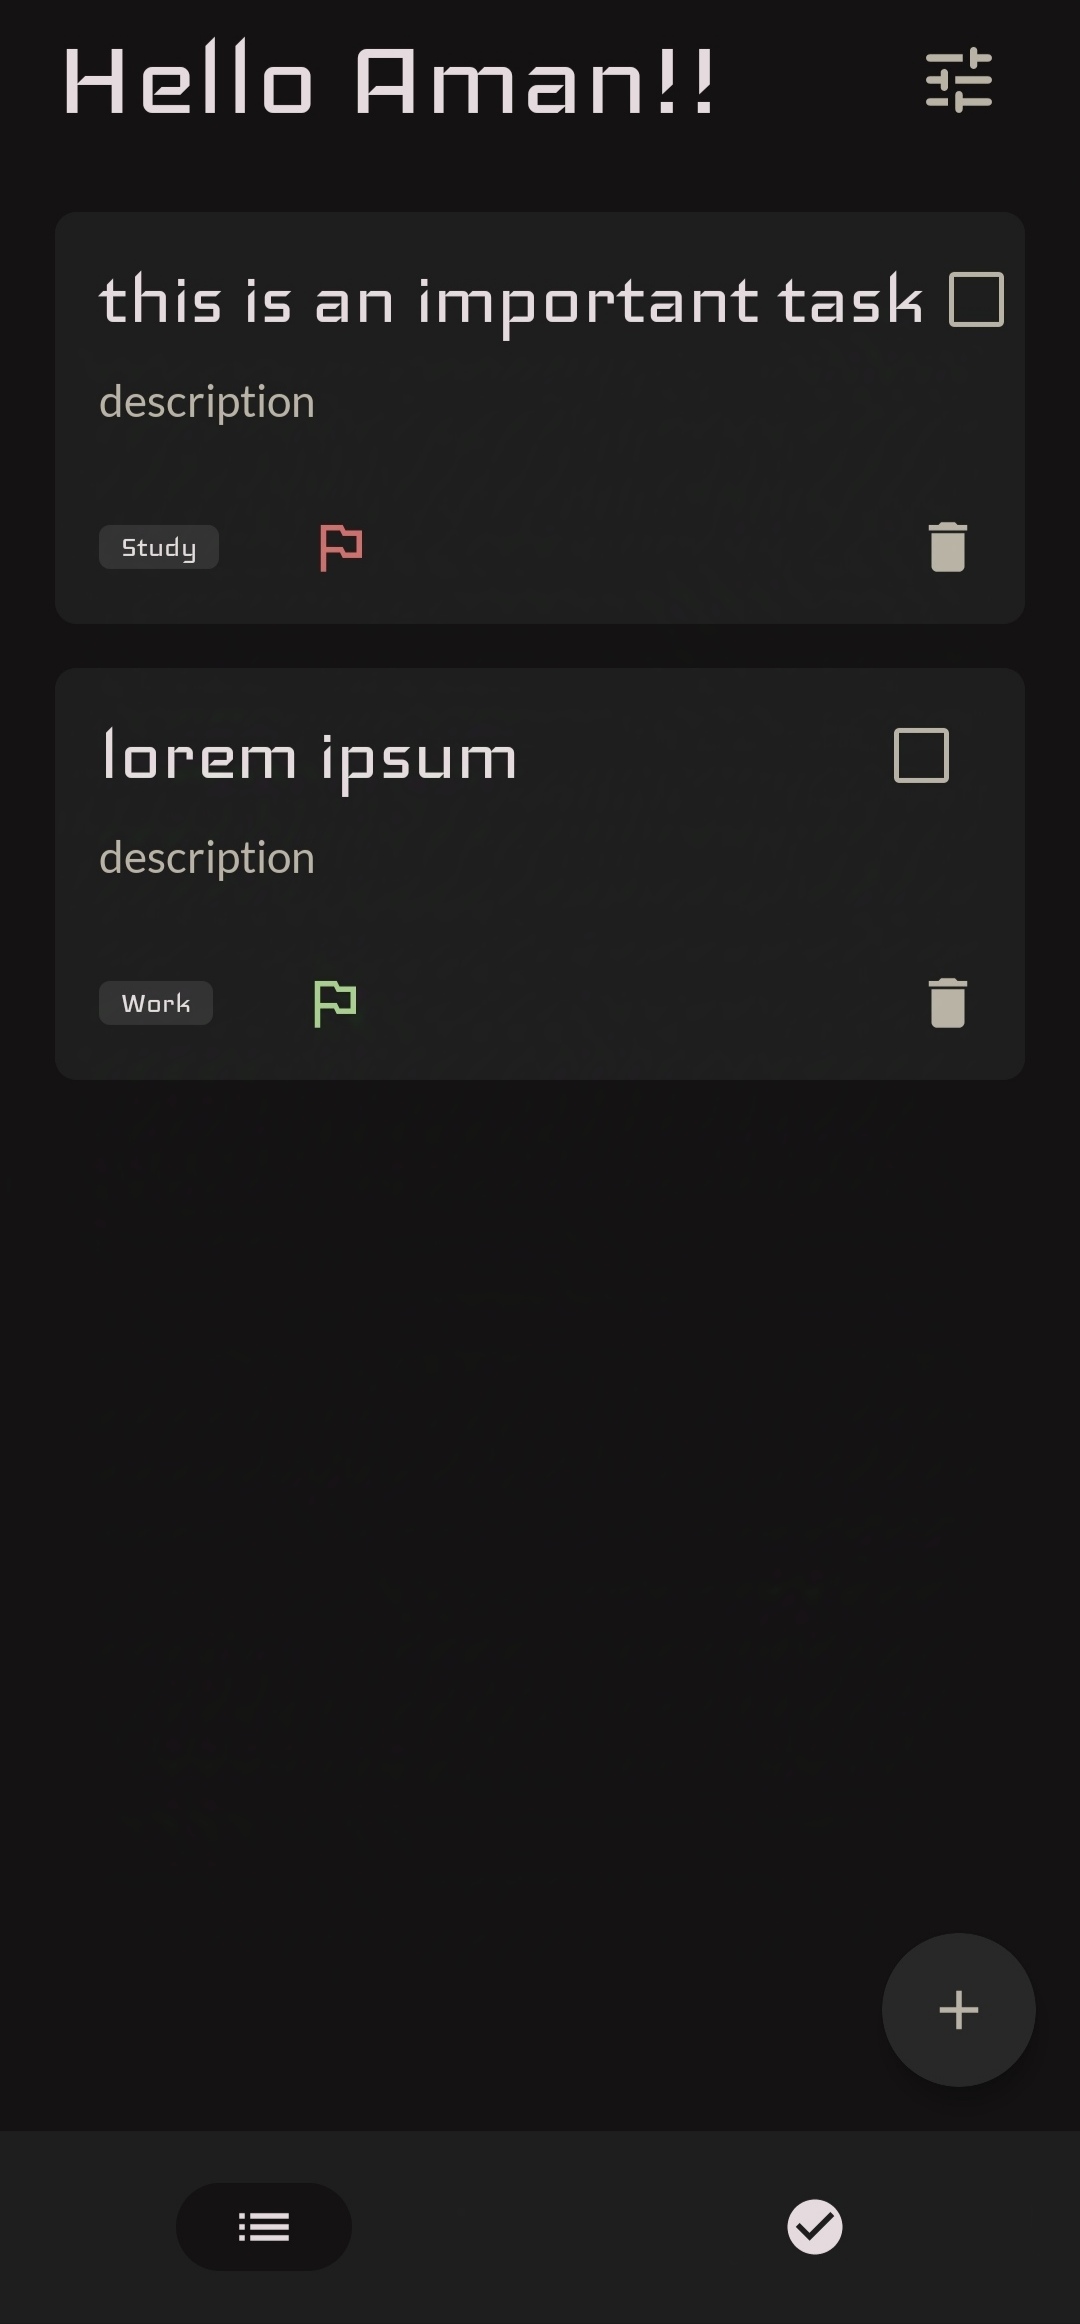 Hello Aman!!
this is an important task
description
Study
lorem ipsum
description
Work